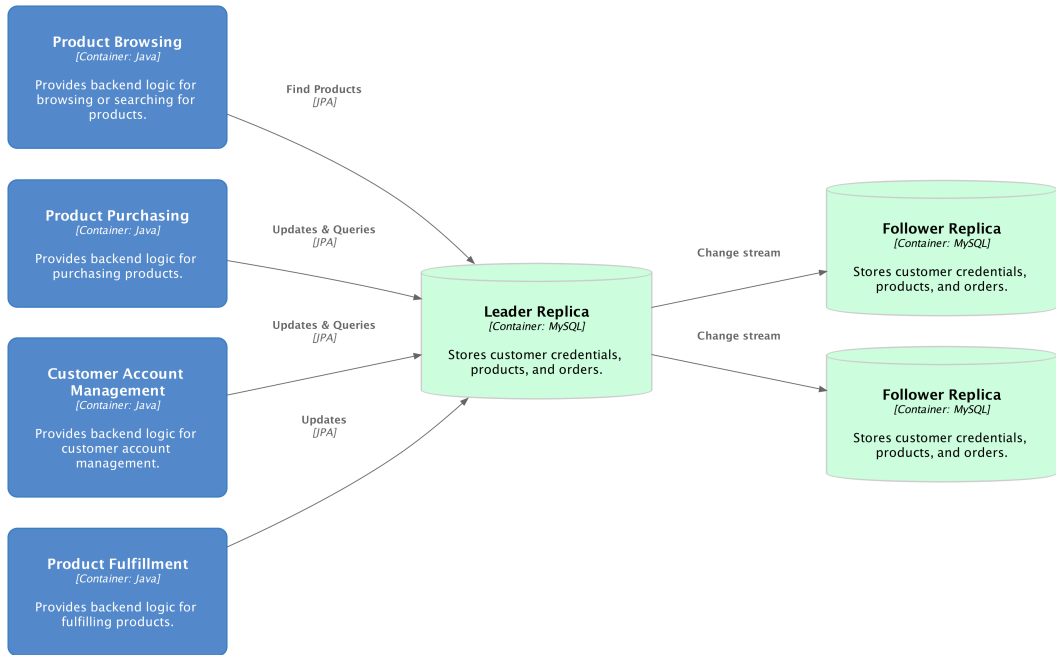 Product Browsing
[Container: Java]
Provides backend logic for
browsing or searching for
products.
Find Products
[JPA]
Product Purchasing
[Container: Java]
Provides backend logic for
purchasing products.
Updates & Queries
[JPA]
Customer Account
Management
[Container: Java]
Provides backend logic for
customer account
management.
Updates & Queries
[JPA]
Product Fulfillment
[Container: Java]
Provides backend logic for
fulfilling products.
Updates
[JPA]
Leader Replica
[Container: MySQL]
Stores customer credentials,
products, and orders.
Change stream
Follower Replica
[Container: MySQL]
Stores customer credentials,
products, and orders.
Change stream
Follower Replica
[Container: MySQL]
Stores customer credentials,
products, and orders.